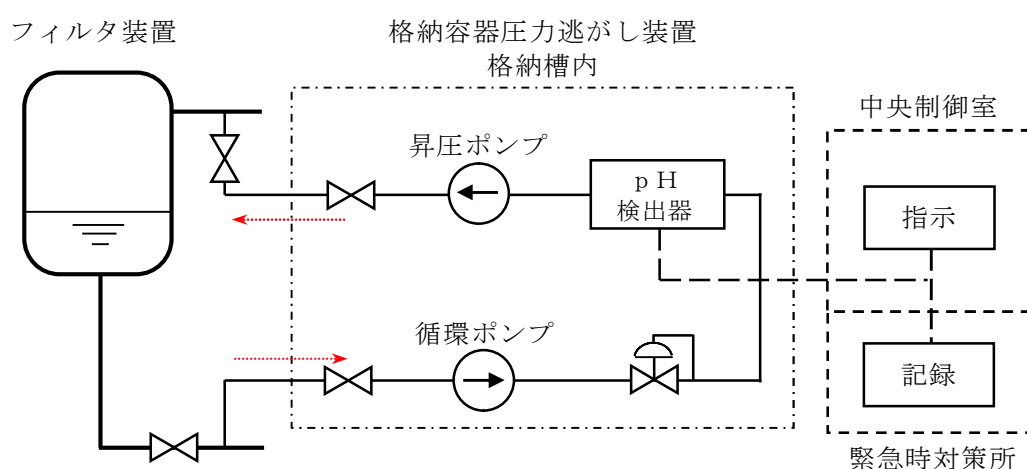 フィルタ装置
格納容器圧力逃がし装置
格納槽内
中央制御室
昇圧ポンプ
ｐＨ
検出器
指示
循環ポンプ
記録
緊急時対策所